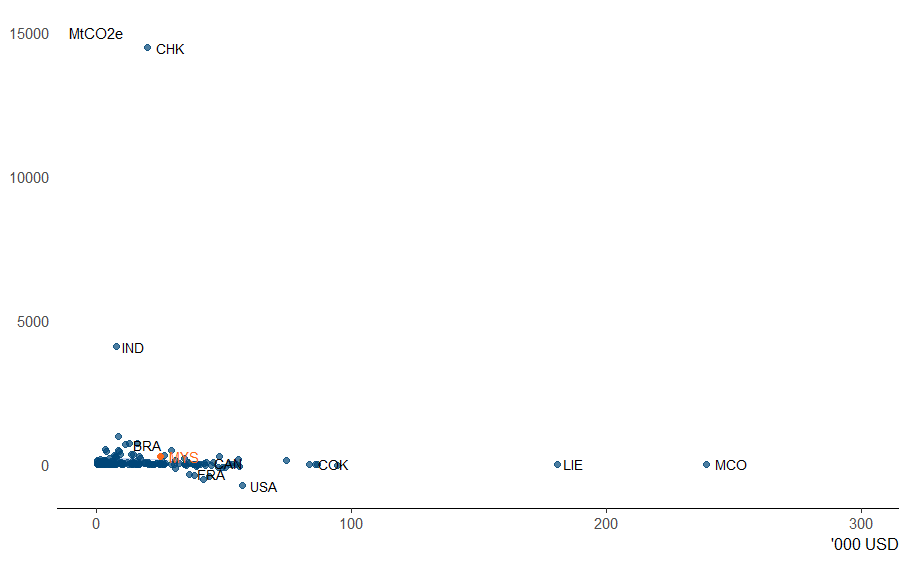 15000
MtCO2e
CHK
10000
5000
IND
BRA
MYS
0
CAN
COK
LIE
MCO
FRA
USA
0
100
200
300
'000 USD